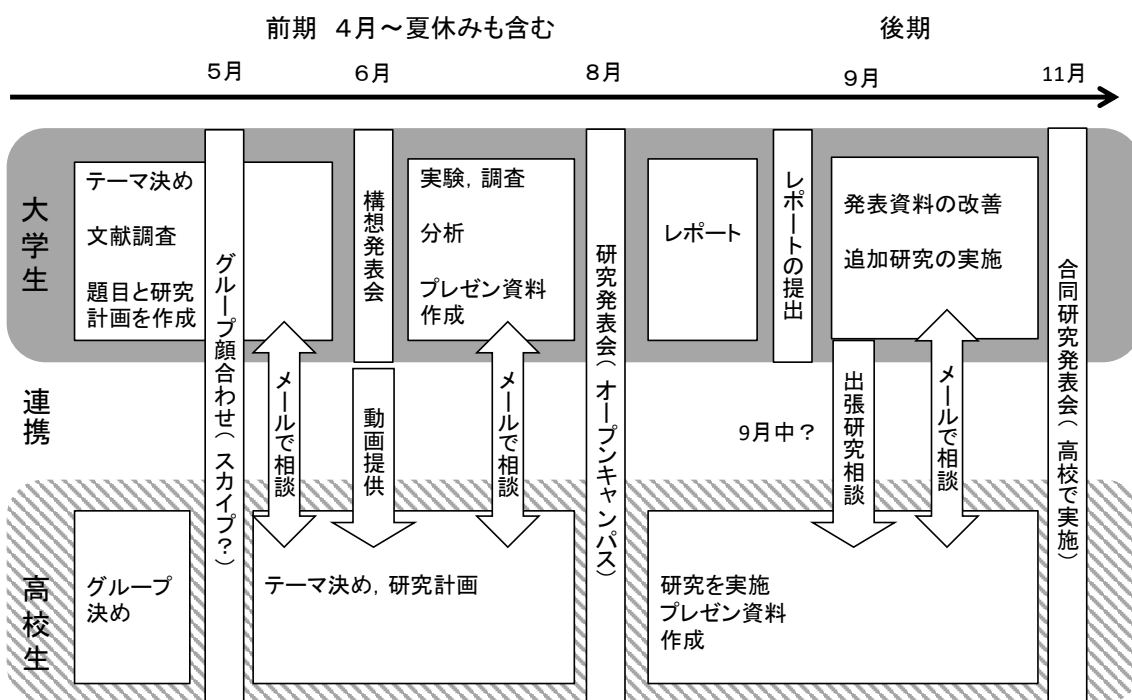 前期 4月～夏休みも含む
後期
5月
6月
8月
9月
11月
大学生
テーマ決め
文献調査
題目と研究
計画を作成
グループ顔合わせ(スカイプ?)
構想発表会
実験，調査
分析
プレゼン資料
作成
研究発表会(オープンキャンパス)
レポート
レポートの提出
発表資料の改善
追加研究の実施
合同研究発表会(高校で実施)
連携
メールで相談
動画提供
メールで相談
9月中？
出張研究相談
メールで相談
高校生
グループ
決め
テーマ決め，研究計画
研究を実施
プレゼン資料
作成